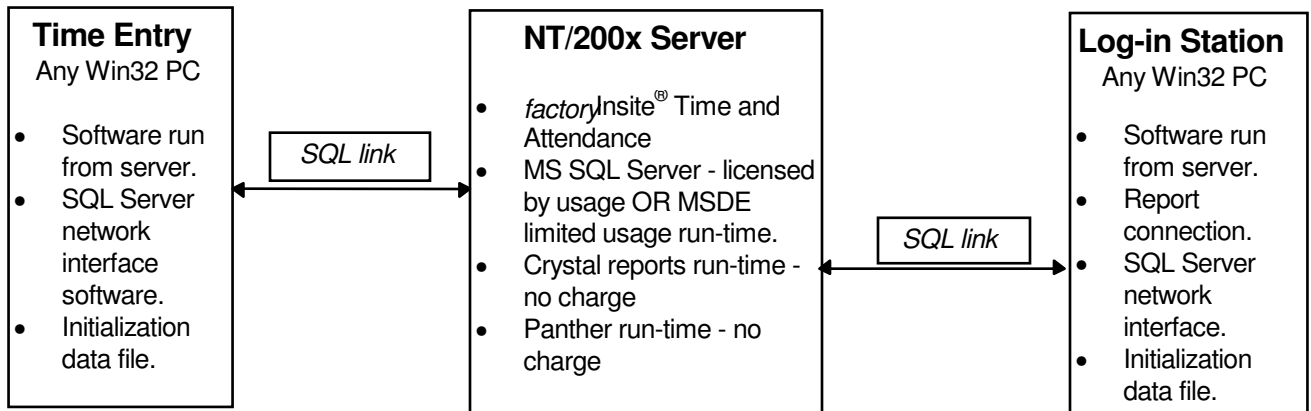 Time Entry
Any Win32 PC
• Software run
from server.
• SQL Server
network
interface
software.
• Initialization
data file.
SQL link
NT/200x Server
• factoryInsite® Time and
Attendance
• MS SQL Server - licensed
by usage OR MSDE
limited usage run-time.
• Crystal reports run-time -
no charge
• Panther run-time - no
charge
SQL link
Log-in Station
Any Win32 PC
• Software run
from server.
• Report
connection.
• SQL Server
network
interface.
• Initialization
data file.